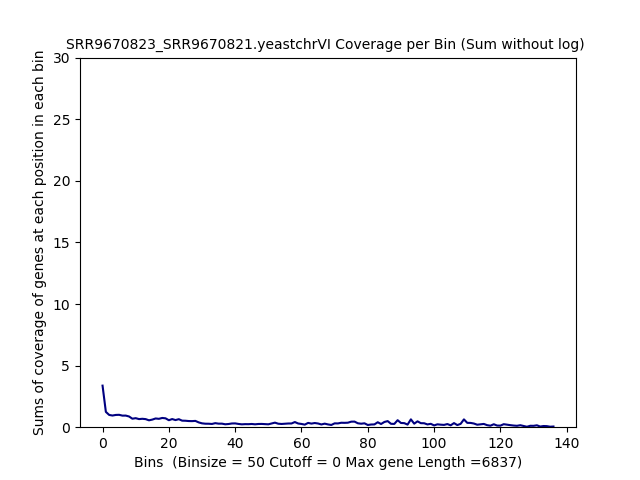 SRR9670823_SRR9670821.yeastchrVI Coverage per Bin (Sum without log)
Sums of coverage of genes at each position in each bin
30
25
20
15
10
5
0
0 20 40 60 80 100 120 140
Bins (Binsize = 50 Cutoff = 0 Max gene Length =6837)